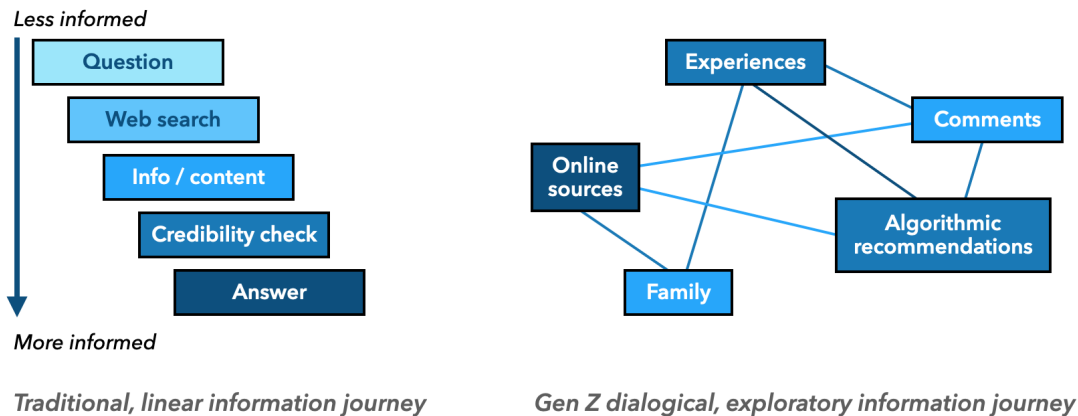 Less informed
Question
Web search
Info / content
Credibility check
Answer
More informed
Traditional, linear information journey
Experiences
Comments
Online
sources
Algorithmic
recommendations
Family
Gen Z dialogical, exploratory information journey